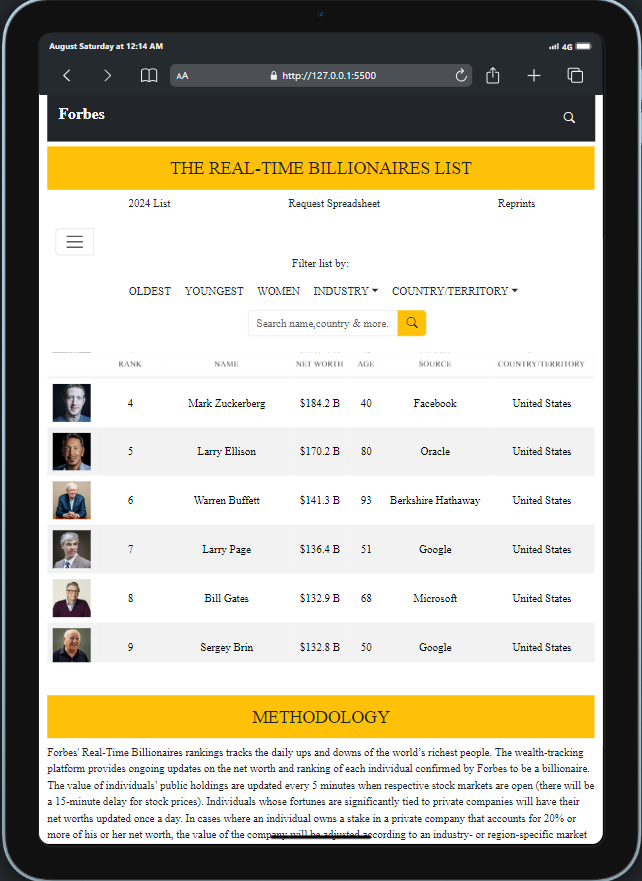 August Saturday at 12:14 AM 4G
AA http://127.0.0.1:5500
Forbes
THE REAL-TIME BILLIONAIRES LIST
2024 List Request Spreadsheet Reprints
Filter list by:
OLDEST YOUNGEST WOMEN INDUSTRY COUNTRY/TERRITORY
Search name,country & more.
RANK NAME NET WORTH AGE SOURCE COUNTRY/TERRITORY
4 Mark Zuckerberg $184.2 B 40 Facebook United States
5 Larry Ellison $170.2 B 80 Oracle United States
6 Warren Buffett $141.3 B 93 Berkshire Hathaway United States
7 Larry Page $136.4 B 51 Google United States
8 Bill Gates $132.9 B 68 Microsoft United States
9 Sergey Brin $132.8 B 50 Google United States
METHODOLOGY
Forbes' Real-Time Billionaires rankings tracks the daily ups and downs of the world's richest people. The wealth-tracking
platform provides ongoing updates on the net worth and ranking of each individual confirmed by Forbes to be a billionaire.
The value of individuals' public holdings are updated every 5 minutes when respective stock markets are open (there will be
a 15-minute delay for stock prices). Individuals whose fortunes are significantly tied to private companies will have their
net worths updated once a day. In cases where an individual owns a stake in a private company that accounts for 20% or
more of his or her net worth, the value of the company will be adjusted according to an industry- or region-specific market